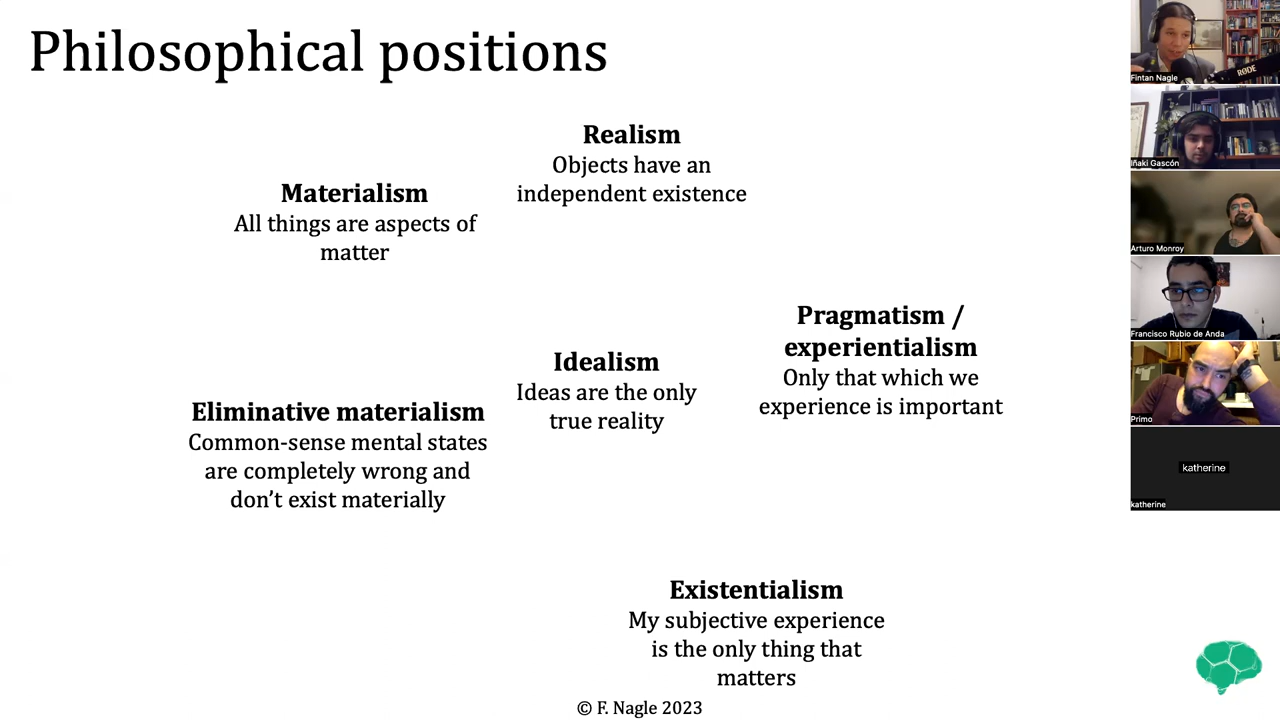 Philosophical positions
Realism
Objects have an
independent existence
Materialism
All things are aspects of
matter
Pragmatism /
experientialism
Only that which we
experience is important
Idealism
Ideas are the only
true reality
Eliminative materialism
Common-sense mental states
are completely wrong and
don’t exist materially
Existentialism
My subjective experience
is the only thing that
matters
© F. Nagle 2023
RØDE
Fintan Nagle
Iñaki Gascón
Arturo Monroy
Francisco Rubio de Anda
Primo
katherine
katherine